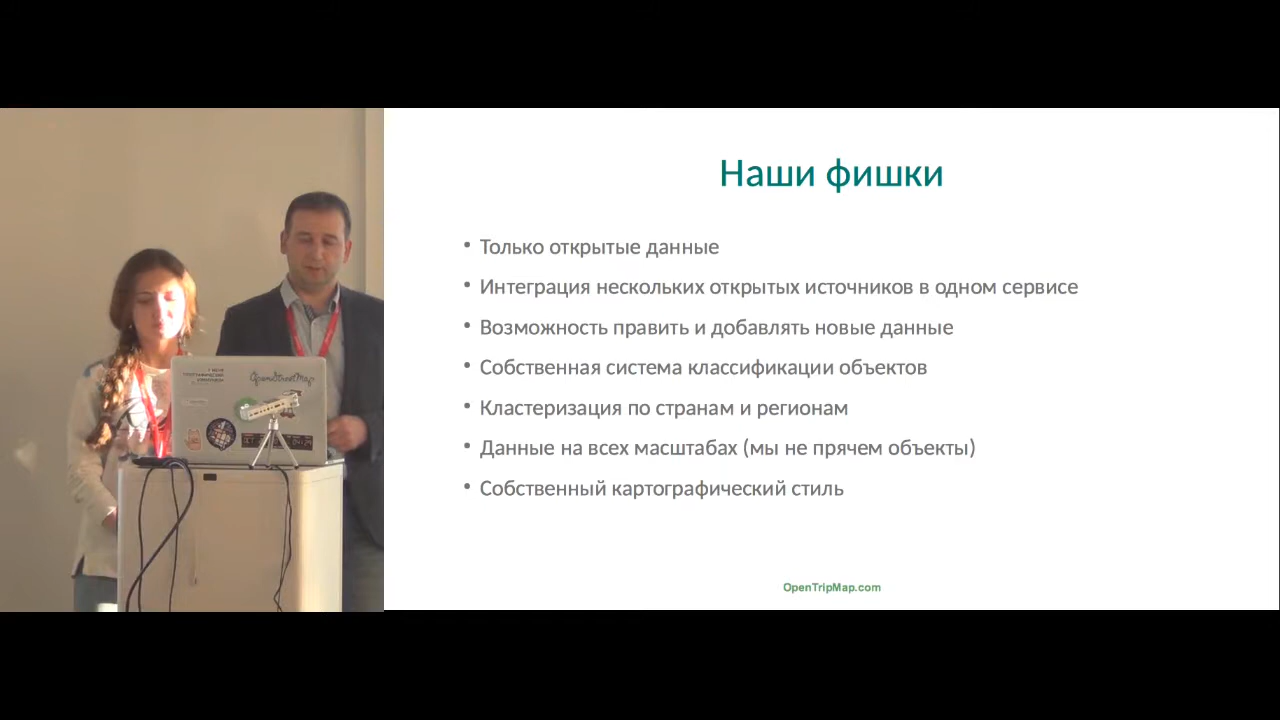 Наши фишки
• Только открытые данные
• Интеграция нескольких открытых источников в одном сервисе
• Возможность править и добавлять новые данные
• Собственная система классификации объектов
• Кластеризация по странам и регионам
• Данные на всех масштабах (мы не прячем объекты)
• Собственный картографический стиль
OpenTripMap.com
OpenStreetMap